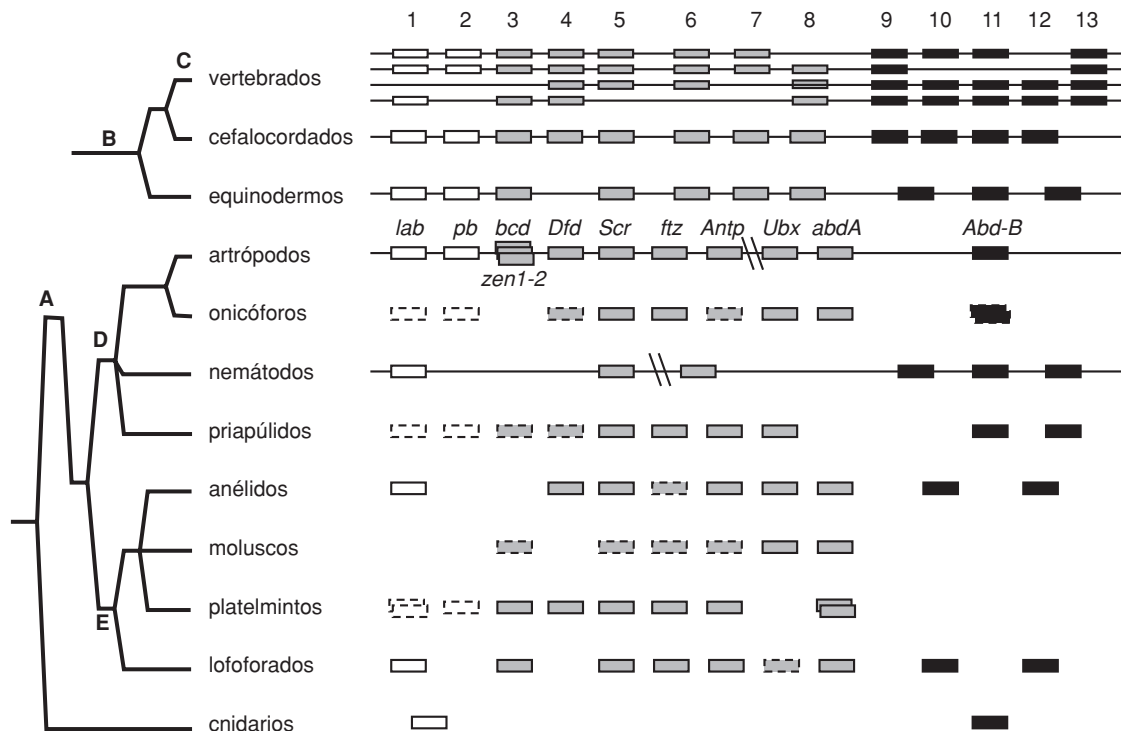 1 2 3 4 5 6 7 8 9 10 11 12 13
C
vertebrados
B
cefalocordados
equinodermos
lab pb bcd Dfd Scr ftz Antp Ubx abdA Abd-B
artrópodos
zen1-2
A
onicóforos
D
nemátodos
priapúlidos
anélidos
moluscos
platelmintos
E
lofoforados
cnidarios